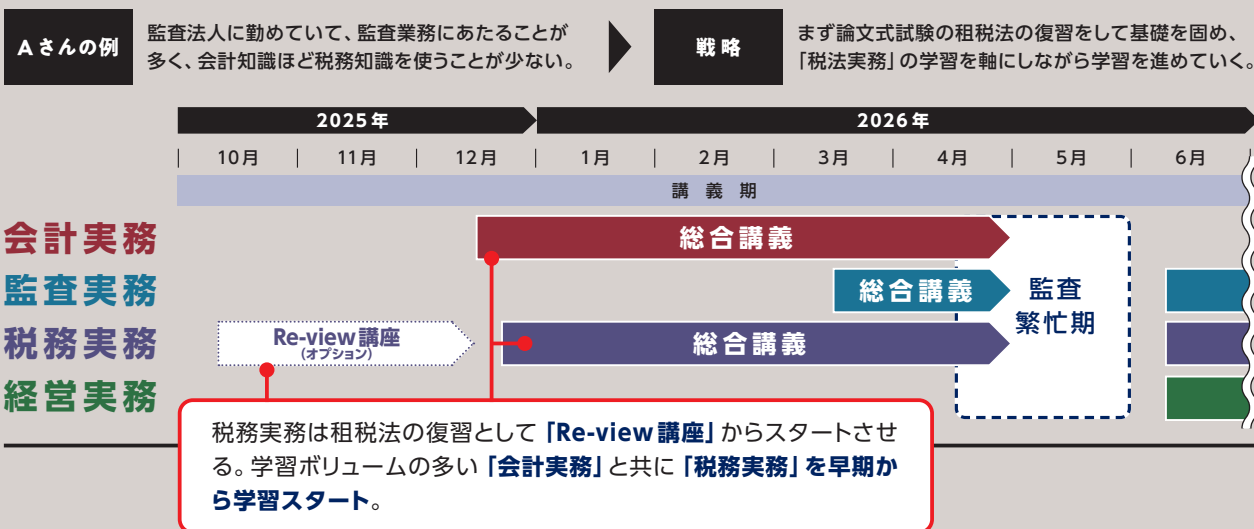 Aさんの例
監査法人に勤めていて、監査業務にあたることが
多く、会計知識ほど税務知識を使うことが少ない。
戦略
まず論文式試験の租税法の復習をして基礎を固め、
「税法実務」の学習を軸にしながら学習を進めていく。
2025年
2026年
10月
11月
12月
1月
2月
3月
4月
5月
6月
講義期
会計実務
総合講義
監査実務
総合講義
監査
繁忙期
税務実務
Re-view講座
(オプション)
総合講義
経営実務
税務実務は租税法の復習として「Re-view講座」からスタートさせ
る。学習ボリュームの多い「会計実務」と共に「税務実務」を早期か
ら学習スタート。